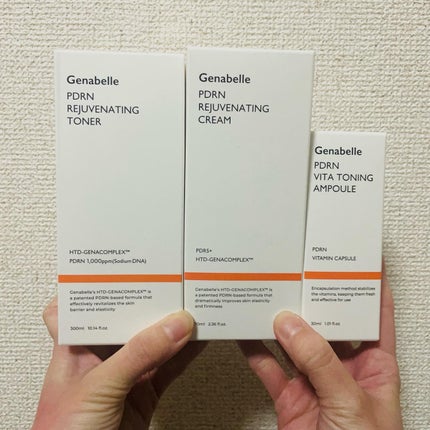 Genabelle
PDRN
REJUVENATING
TONER
HTD-GENACOMPLEX™
PDRN 1,000ppm(Sodium DNA)
Genabelle's HTD-GENACOMPLEX™ is
a patented PDRN-based formula that
effectively revitalizes the skin
barrier and elasticity
300ml 10.14 fl.oz.
Genabelle
PDRN
REJUVENATING
CREAM
PDRS+
HTD-GENACOMPLEX™
Genabelle's HTD-GENACOMPLEX™ is
a patented PDRN-based formula that
dramatically improves skin elasticity
and firmness
2.36 fl.oz.
Genabelle
PDRN
VITA TONING
AMPOULE
PDRN
VITAMIN CAPSULE
Encapsulation method stabilizes
the vitamins, keeping them fresh
and effective for use
30ml 1.01 fl.oz.